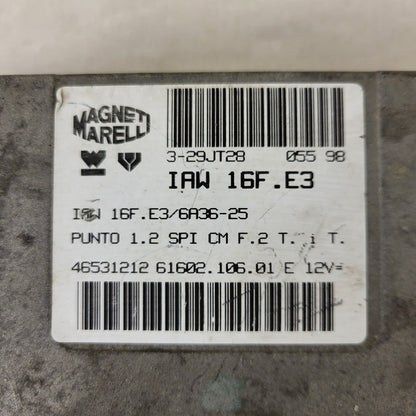 MAGNETI
MARELLI
3-29JT28 055 98
IAW 16F.E3
IAW 16F.E3/6A36-25
PUNTO 1.2 SPI CM F.2 T. i T.
46531212 61602.106.01 E 12V=